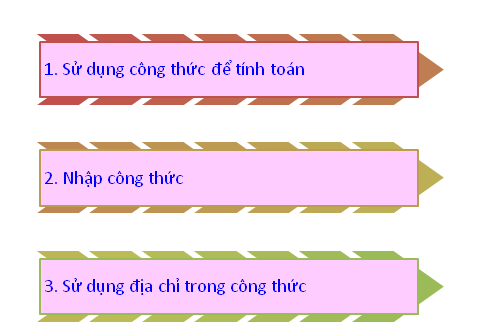 1. Sử dụng công thức để tính toán
2. Nhập công thức
3. Sử dụng địa chỉ trong công thức